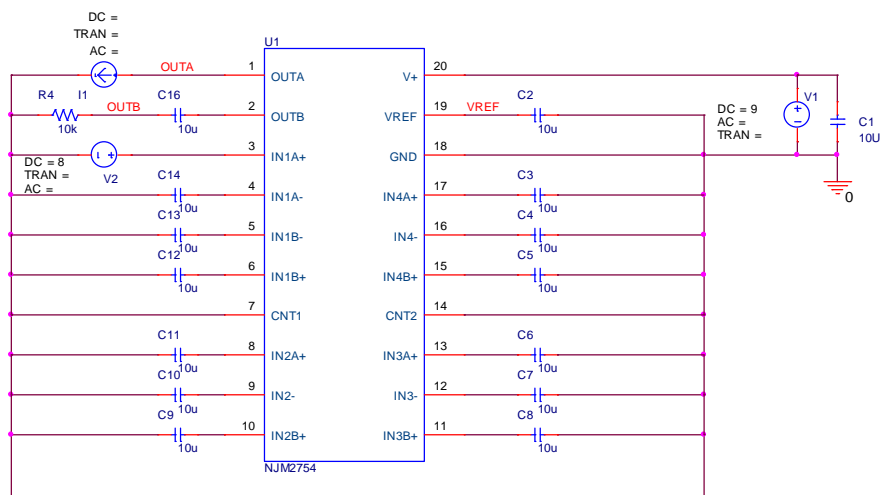 DC =
TRAN =
AC =
U1
OUTA
1
OUTA
V+
20
R4
I1
10k
OUTB
C16
10u
2
OUTB
VREF
19
VREF
C2
10u
DC = 9
AC =
TRAN =
V1
C1
10U
0
DC = 8
TRAN =
AC =
V2
3
IN1A+
GND
18
C14
10u
4
IN1A-
IN4A+
17
C3
10u
C13
10u
5
IN1B-
IN4-
16
C4
10u
C12
10u
6
IN1B+
IN4B+
15
C5
10u
7
CNT1
CNT2
14
C11
10u
8
IN2A+
IN3A+
13
C6
10u
C10
10u
9
IN2-
IN3-
12
C7
10u
C9
10u
10
IN2B+
IN3B+
11
C8
10u
NJM2754